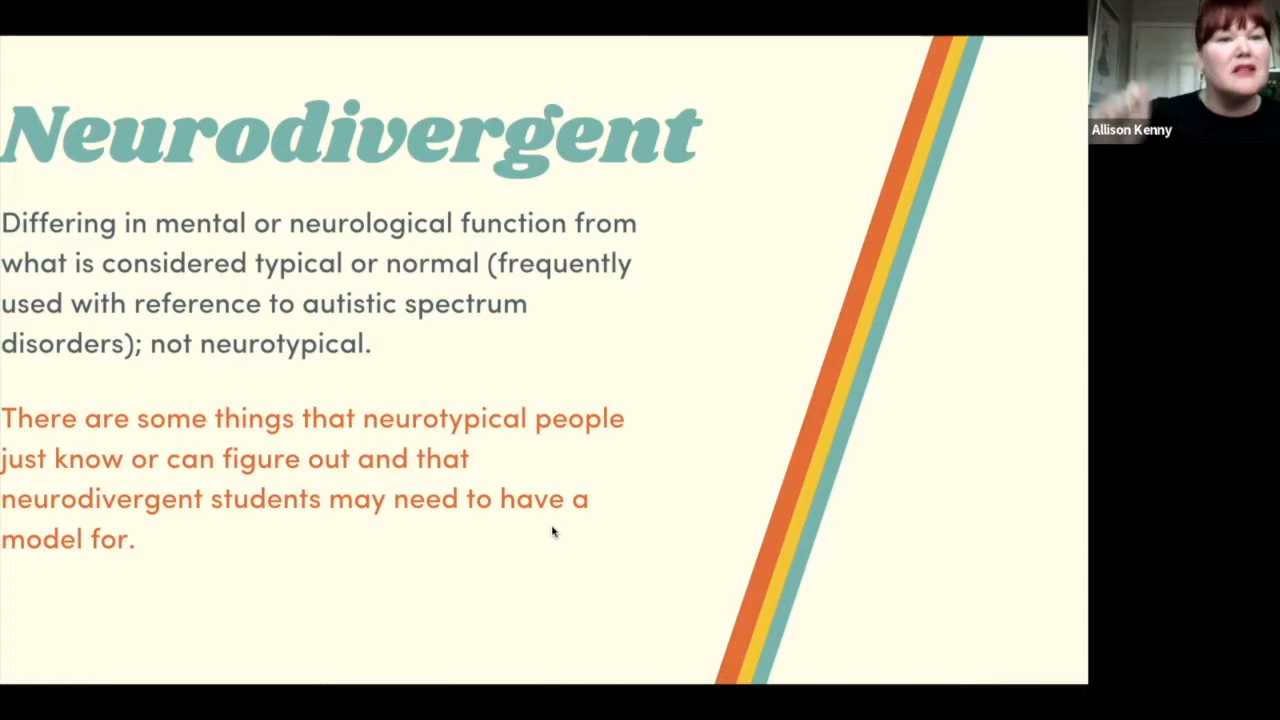 Neurodivergent
Differing in mental or neurological function from
what is considered typical or normal (frequently
used with reference to autistic spectrum
disorders); not neurotypical.
There are some things that neurotypical people
just know or can figure out and that
neurodivergent students may need to have a
model for.
Allison Kenny